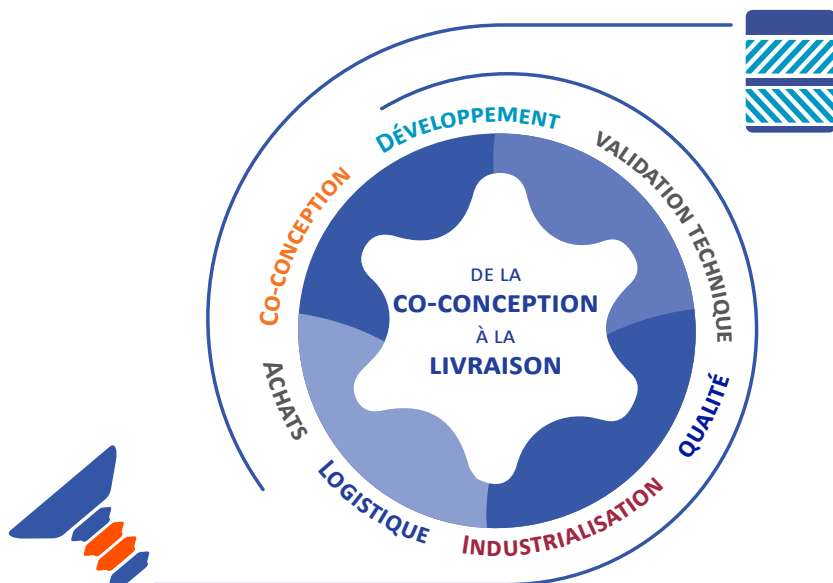 DE LA
CO-CONCEPTION
À LA
LIVRAISON
CO-CONCEPTION
DÉVELOPPEMENT
VALIDATION TECHNIQUE
QUALITÉ
INDUSTRIALISATION
LOGISTIQUE
ACHATS